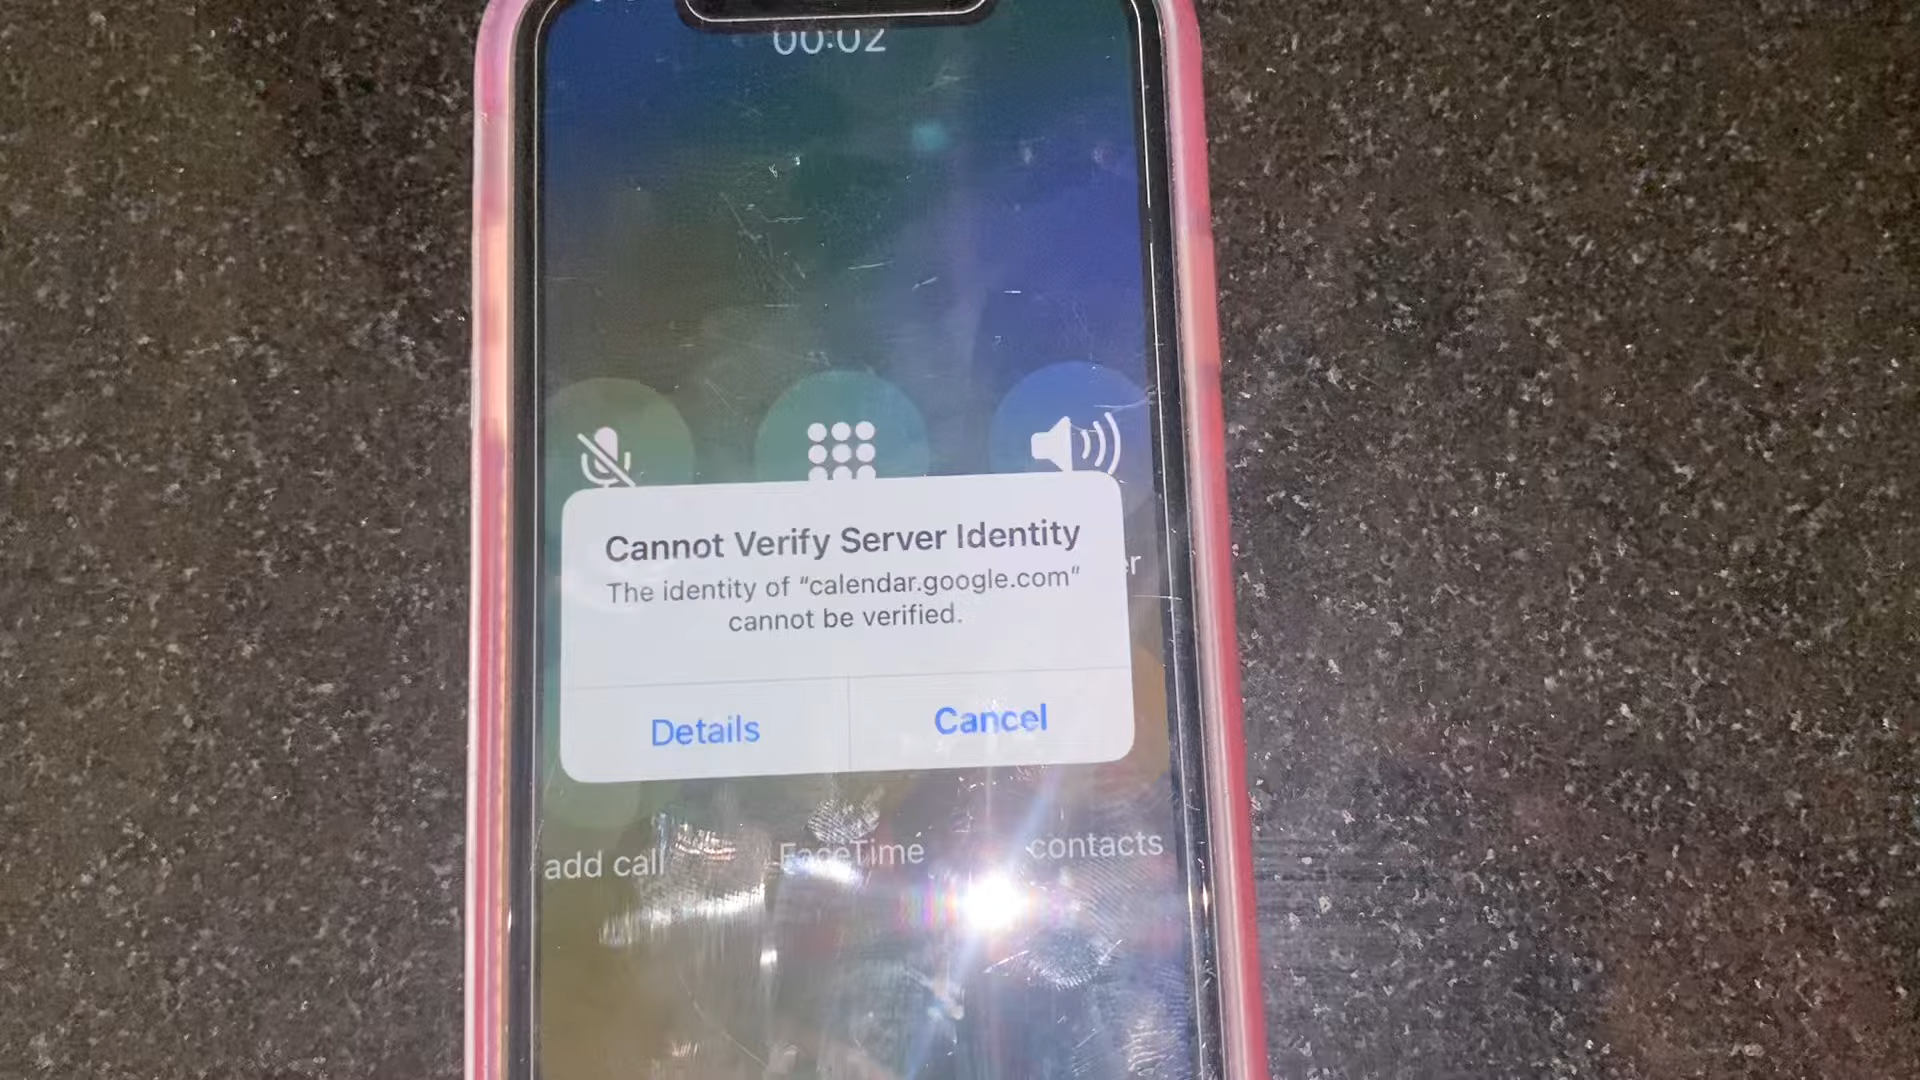 00:02
Cannot Verify Server Identity
The identity of “calendar.google.com”
cannot be verified.
Details
Cancel
add call
FaceTime
contacts